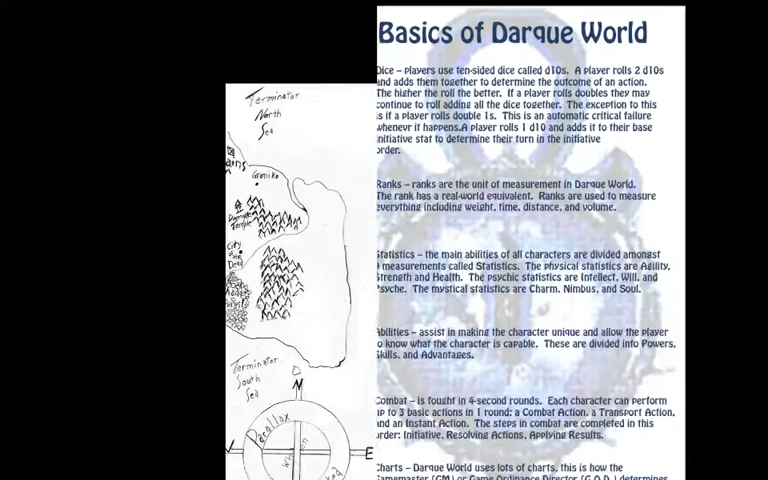 Basics of Darque World
Dice – players use ten-sided dice called d10s. A player rolls 2 d10s
and adds them together to determine the outcome of an action.
The higher the roll the better. If a player rolls doubles they may
continue to roll adding all the dice together. The exception to this
is if a player rolls double 1s. This is an automatic critical failure
whenevr it happens.A player rolls 1 d10 and adds it to their base
initiative stat to determine their turn in the initiative
order.
Ranks – ranks are the unit of measurement in Darque World.
The rank has a real-world equivalent. Ranks are used to measure
everything including weight, time, distance, and volume.
Statistics – the main abilities of all characters are divided amongst
measurements called Statistics. The physical statistics are Agility,
Strength and Health. The psychic statistics are Intellect, Will, and
Psyche. The mystical statistics are Charm, Nimbus, and Soul.
Abilities – assist in making the character unique and allow the player
to know what the character is capable. These are divided into Powers,
Skills, and Advantages.
Combat – is fought in 4-second rounds. Each character can perform
up to 3 basic actions in 1 round: a Combat Action, a Transport Action,
and an Instant Action. The steps in combat are completed in this
order: Initiative, Resolving Actions, Applying Results.
Charts – Darque World uses lots of charts, this is how the
Gamemaster (GM) or Game Ordinance Director (G.O.D.) determines
Terminator
North
Sea
City
Dead
Terminator
South
Sea
N
Parallax
E